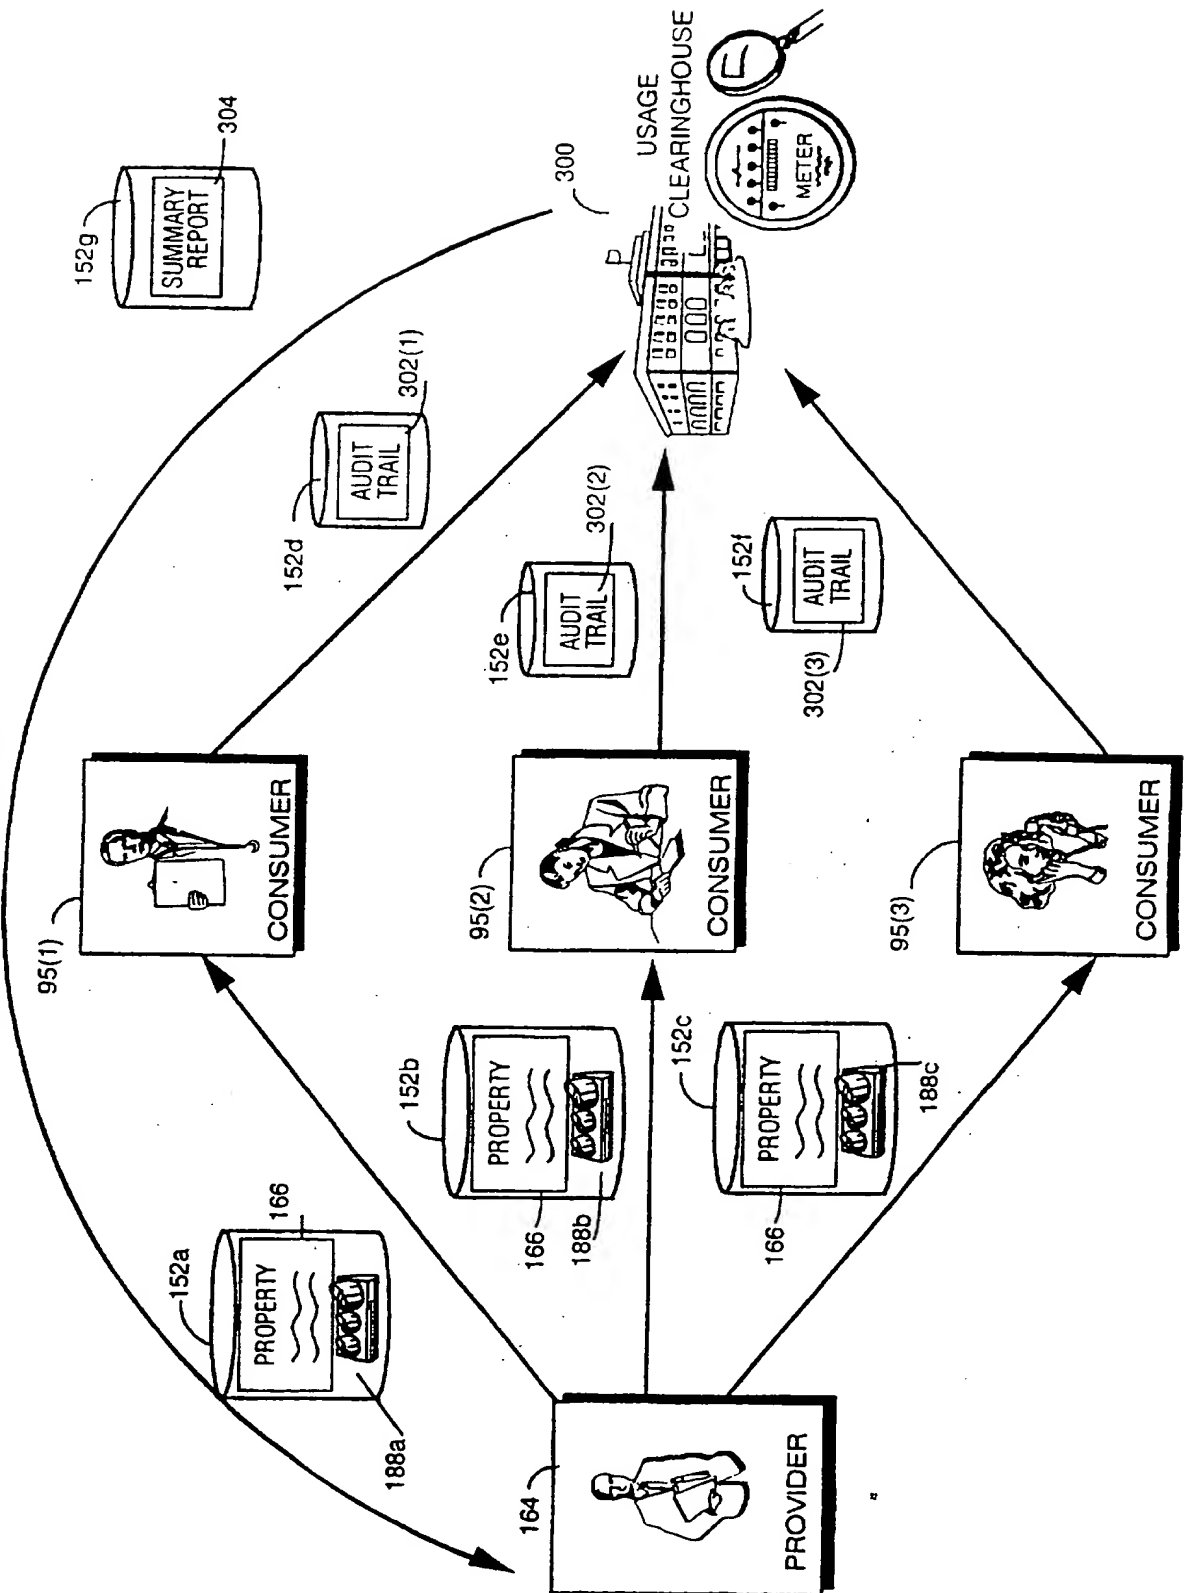 152g
SUMMARY
REPORT
304
300
USAGE
CLEARINGHOUSE
METER
152d
AUDIT
TRAIL
302(1)
152e
AUDIT
TRAIL
302(2)
152f
AUDIT
TRAIL
302(3)
95(1)
CONSUMER
95(2)
CONSUMER
95(3)
CONSUMER
152a
166
PROPERTY
188a
152b
PROPERTY
166
188b
152c
PROPERTY
166
188c
164
PROVIDER